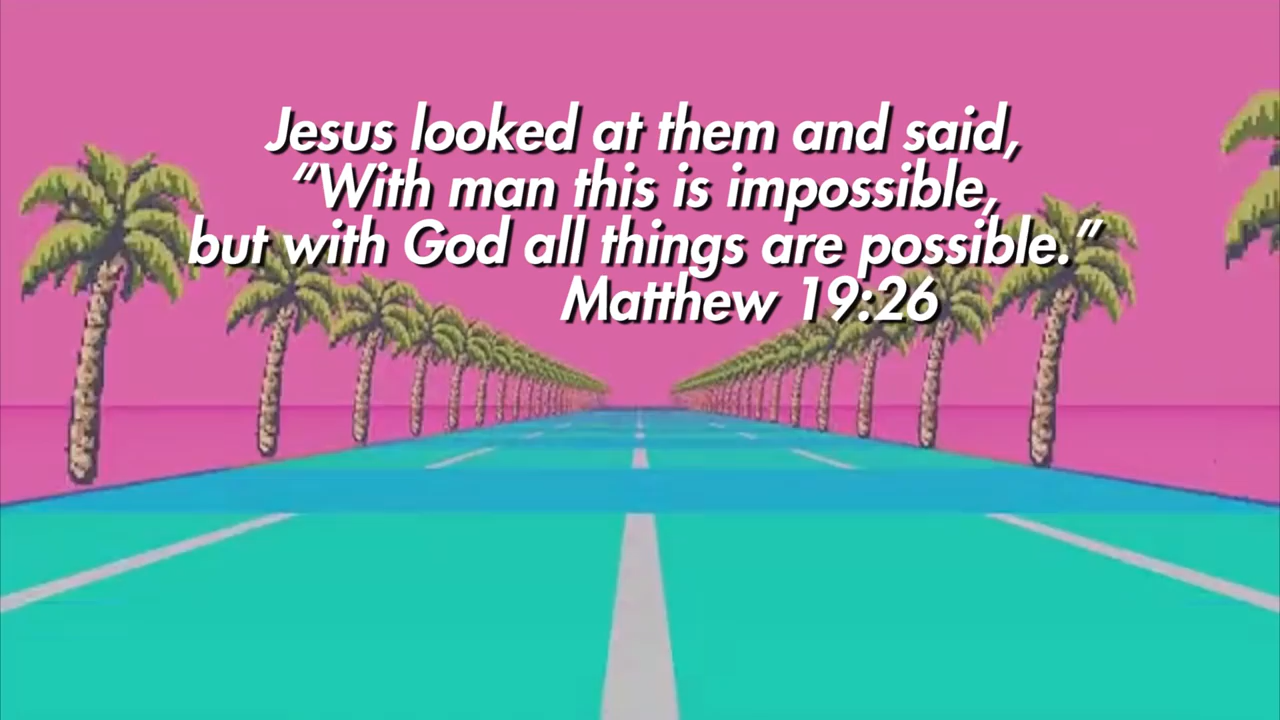 Jesus looked at them and said,
“With man this is impossible,
but with God all things are possible.”
Matthew 19:26